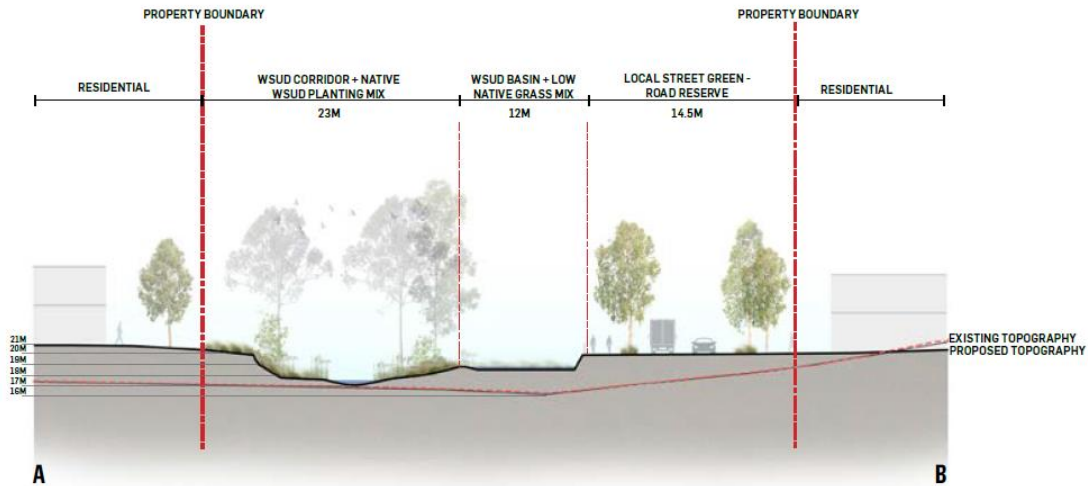 PROPERTY BOUNDARY
PROPERTY BOUNDARY
RESIDENTIAL
WSUD CORRIDOR + NATIVE
WSUD PLANTING MIX
23M
WSUD BASIN + LOW
NATIVE GRASS MIX
12M
LOCAL STREET GREEN -
ROAD RESERVE
14.5M
RESIDENTIAL
21M
20M
19M
18M
17M
16M
EXISTING TOPOGRAPHY
PROPOSED TOPOGRAPHY
A
B